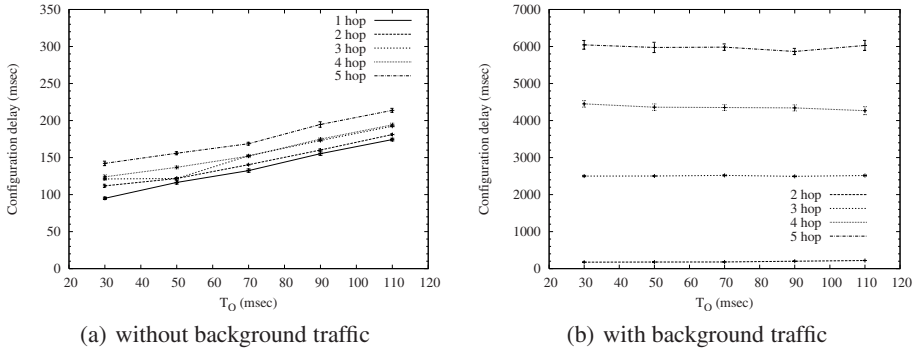 350
300
250
200
150
100
50
0
Configuration delay (msec)
1 hop
2 hop
3 hop
4 hop
5 hop
20 30 40 50 60 70 80 90 100 110 120
T_O (msec)
(a) without background traffic
7000
6000
5000
4000
3000
2000
1000
0
Configuration delay (msec)
2 hop
3 hop
4 hop
5 hop
20 30 40 50 60 70 80 90 100 110 120
T_O (msec)
(b) with background traffic